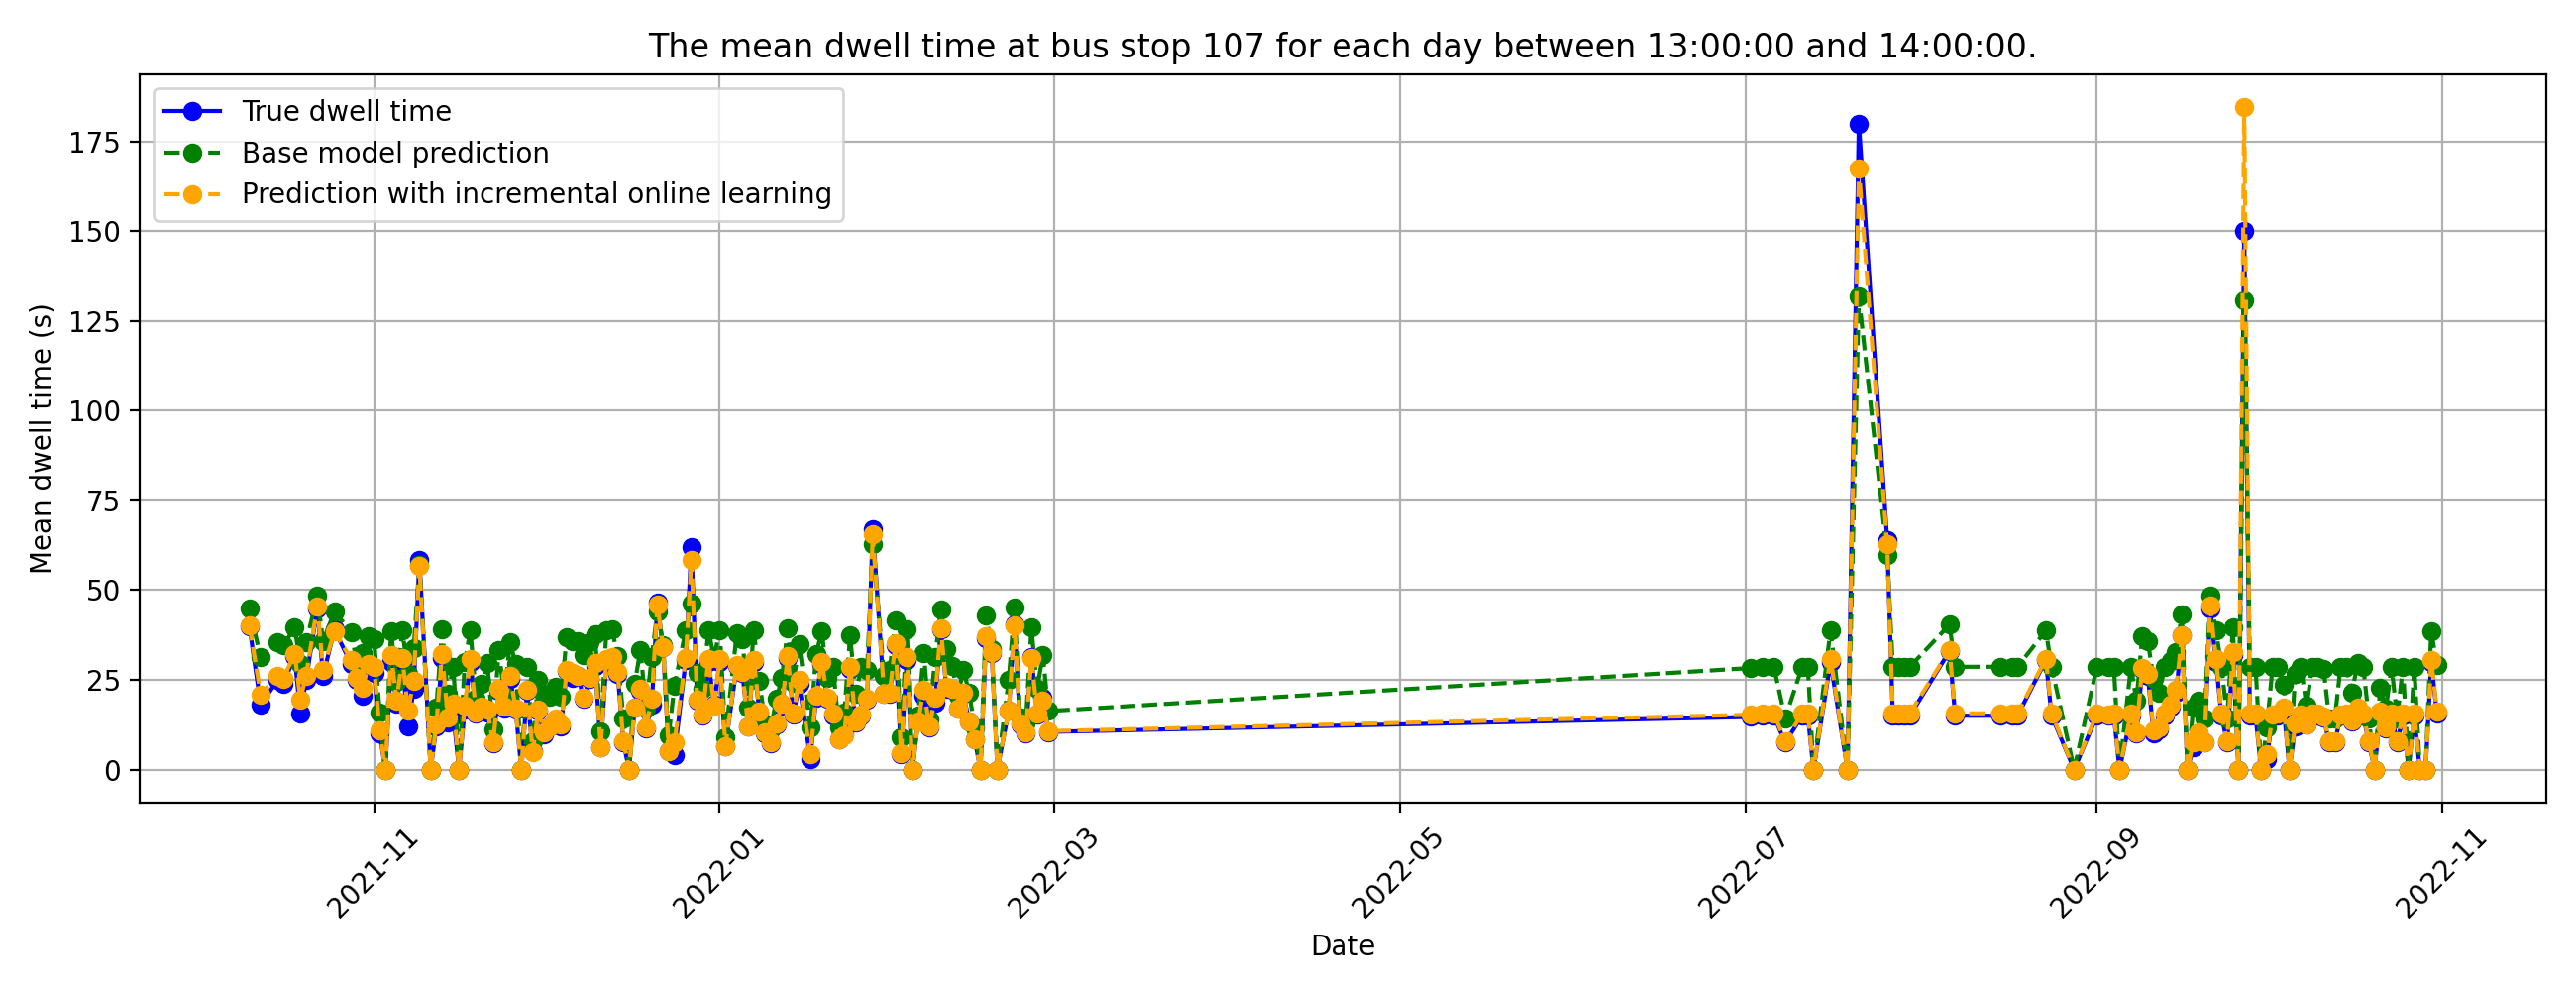 The mean dwell time at bus stop 107 for each day between 13:00:00 and 14:00:00.
True dwell time
Base model prediction
Prediction with incremental online learning
Mean dwell time (s)
175
150
125
100
75
50
25
0
2021-11
2022-01
2022-03
2022-05
2022-07
2022-09
2022-11
Date